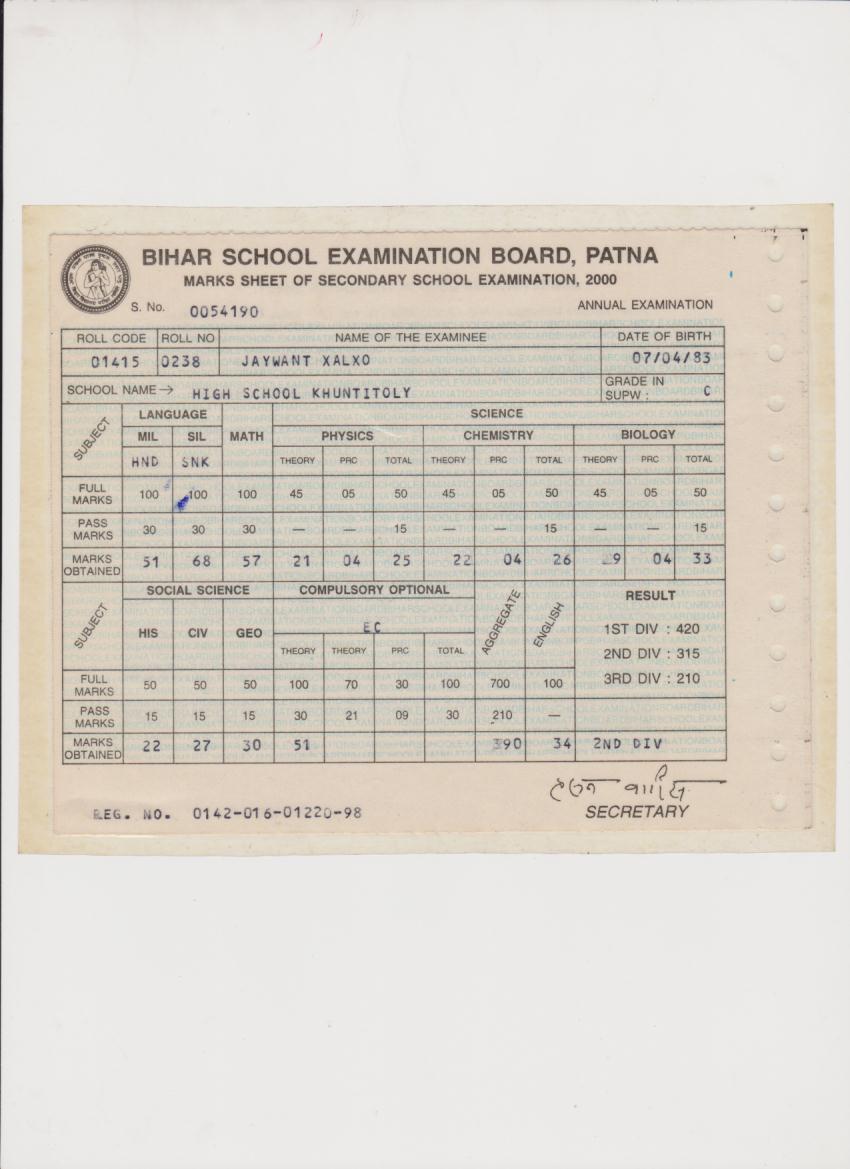 BIHAR SCHOOL EXAMINATION BOARD, PATNA
MARKS SHEET OF SECONDARY SCHOOL EXAMINATION, 2000
S. No. 0054190 ANNUAL EXAMINATION
ROLL CODE ROLL NO NAME OF THE EXAMINEE DATE OF BIRTH
01415 0238 JAYWANT XALXO 07/04/83
SCHOOL NAME → HIGH SCHOOL KHUNTITOLY GRADE IN SUPW : C
SUBJECT LANGUAGE MATH SCIENCE
MIL SIL PHYSICS CHEMISTRY BIOLOGY
HND SNK THEORY PRC TOTAL THEORY PRC TOTAL THEORY PRC TOTAL
FULL MARKS 100 100 100 45 05 50 45 05 50 45 05 50
PASS MARKS 30 30 30 — — 15 — — 15 — — 15
MARKS OBTAINED 51 68 57 21 04 25 22 04 26 9 04 33
SUBJECT SOCIAL SCIENCE COMPULSORY OPTIONAL AGGREGATE ENGLISH RESULT
HIS CIV GEO EC 1ST DIV : 420
2ND DIV : 315
THEORY THEORY PRC TOTAL
3RD DIV : 210
FULL MARKS 50 50 50 100 70 30 100 700 100
PASS MARKS 15 15 15 30 21 09 30 210 —
MARKS OBTAINED 22 27 30 51 390 34 2ND DIV
REG. NO. 0142-016-01220-98
SECRETARY